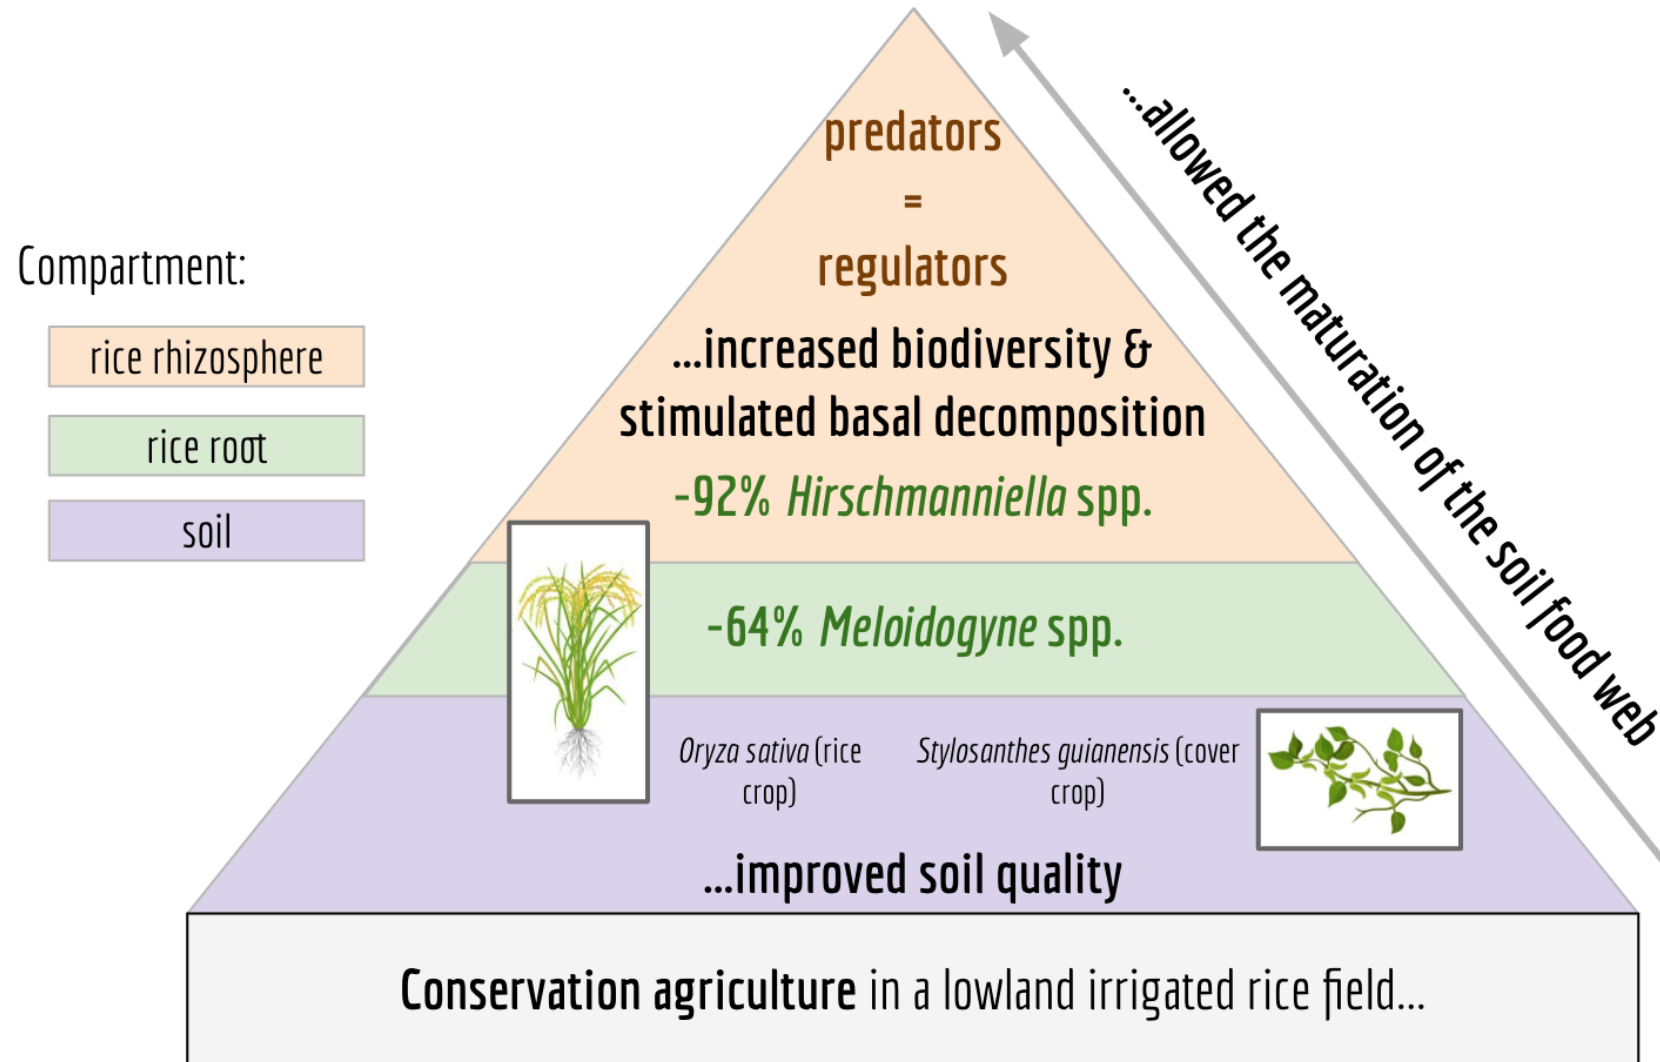 predators
=
regulators
...increased biodiversity &
stimulated basal decomposition
-92% Hirschmanniella spp.
-64% Meloidogyne spp.
Oryza sativa (rice
crop)
Stylosanthes guianensis (cover
crop)
...improved soil quality
Conservation agriculture in a lowland irrigated rice field...
...allowed the maturation of the soil food web
Compartment:
rice rhizosphere
rice root
soil